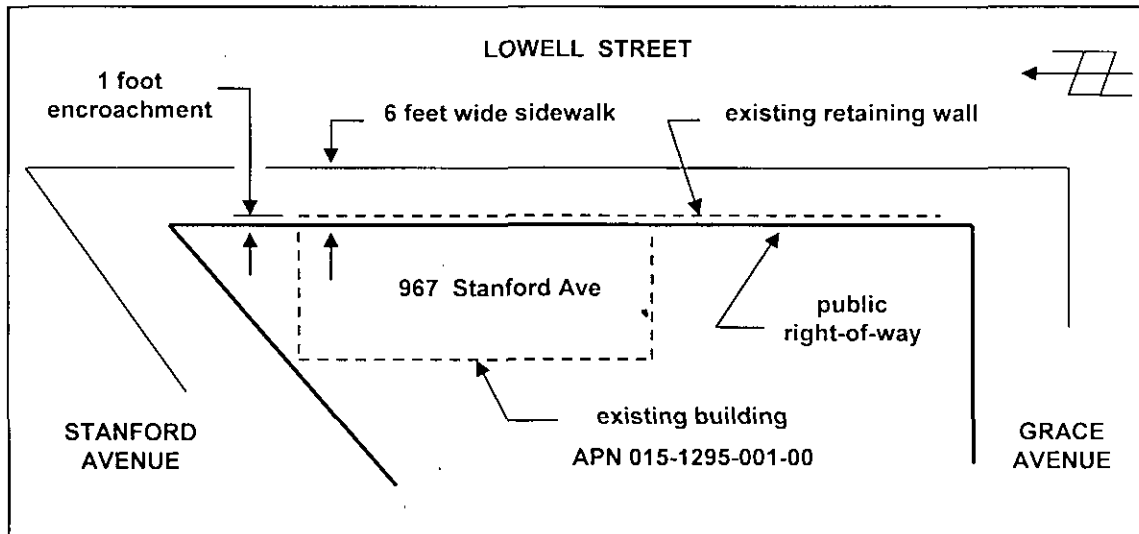 LOWELL STREET
1 foot
encroachment
6 feet wide sidewalk
existing retaining wall
967 Stanford Ave
public
right-of-way
existing building
APN 015-1295-001-00
STANFORD
AVENUE
GRACE
AVENUE